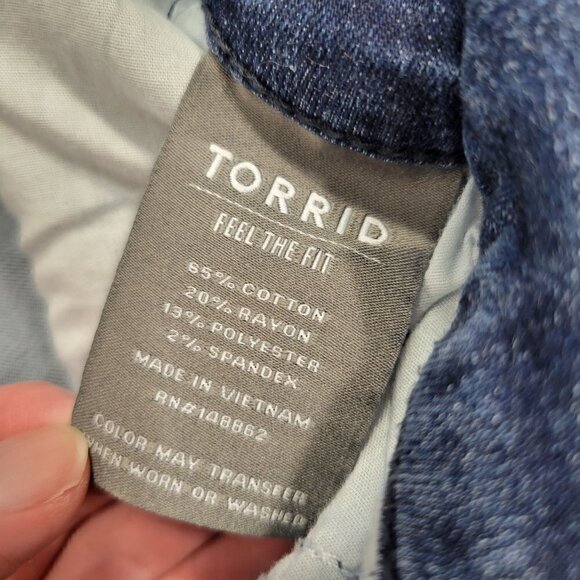 TORRID
FEEL THE FIT
65% COTTON
20% RAYON
13% POLYESTER
2% SPANDEX
MADE IN VIETNAM
RN#148862
COLOR MAY TRANSFER
WHEN WORN OR WASHED